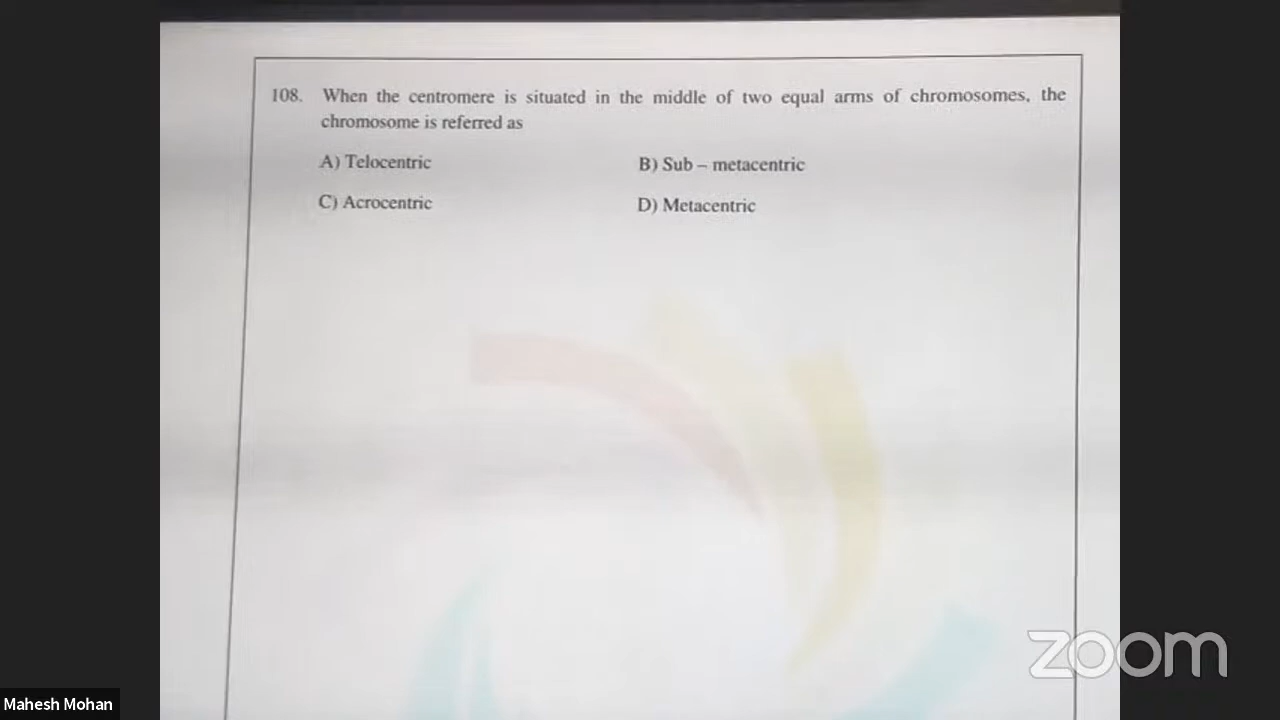 108. When the centromere is situated in the middle of two equal arms of chromosomes, the
chromosome is referred as
A) Telocentric B) Sub – metacentric
C) Acrocentric D) Metacentric
zoom
Mahesh Mohan